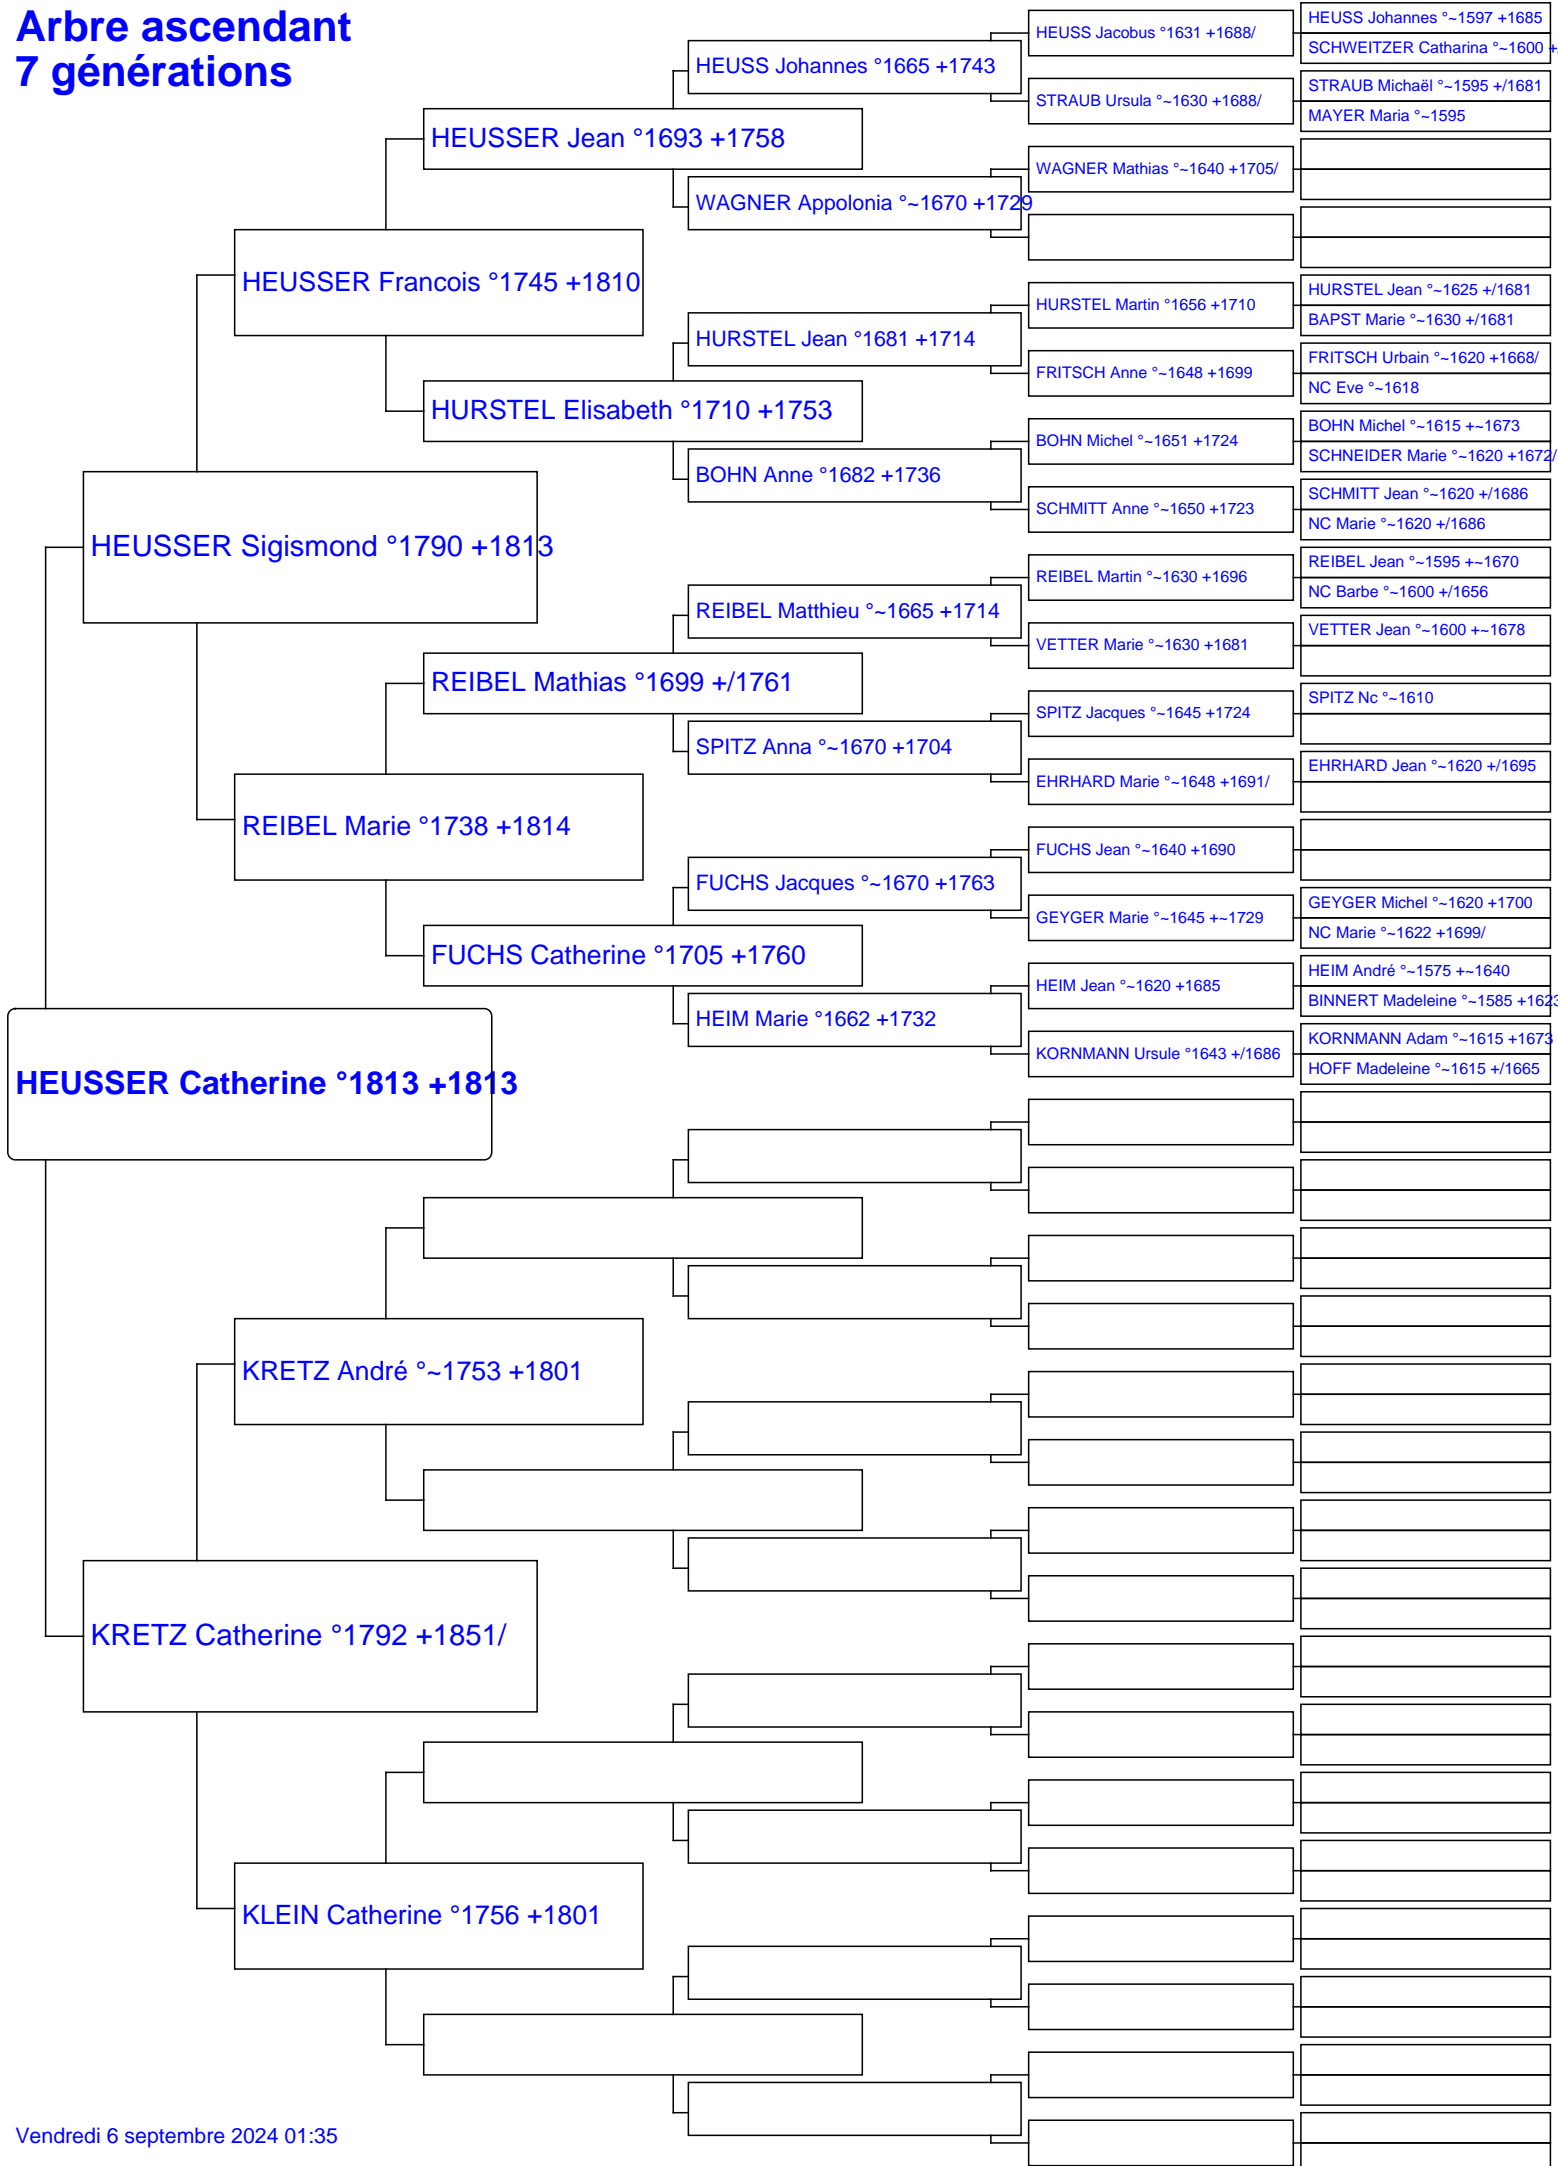 Arbre ascendant
7 générations
HEUSSER Catherine °1813 +1813
HEUSSER Sigismond °1790 +1813
KRETZ Catherine °1792 +1851/
HEUSSER Francois °1745 +1810
REIBEL Marie °1738 +1814
KRETZ André °~1753 +1801
KLEIN Catherine °1756 +1801
HEUSSER Jean °1693 +1758
HURSTEL Elisabeth °1710 +1753
REIBEL Mathias °1699 +/1761
FUCHS Catherine °1705 +1760
HEUSS Johannes °1665 +1743
WAGNER Appolonia °~1670 +1729
HURSTEL Jean °1681 +1714
BOHN Anne °1682 +1736
REIBEL Matthieu °~1665 +1714
SPITZ Anna °~1670 +1704
FUCHS Jacques °~1670 +1763
HEIM Marie °1662 +1732
HEUSS Jacobus °1631 +1688/
STRAUB Ursula °~1630 +1688/
WAGNER Mathias °~1640 +1705/
HURSTEL Martin °1656 +1710
FRITSCH Anne °~1648 +1699
BOHN Michel °~1651 +1724
SCHMITT Anne °~1650 +1723
REIBEL Martin °~1630 +1696
VETTER Marie °~1630 +1681
SPITZ Jacques °~1645 +1724
EHRHARD Marie °~1648 +1691/
FUCHS Jean °~1640 +1690
GEYGER Marie °~1645 +~1729
HEIM Jean °~1620 +1685
KORNMANN Ursule °1643 +/1686
HEUSS Johannes °~1597 +1685
SCHWEITZER Catharina °~1600 +
STRAUB Michaël °~1595 +/1681
MAYER Maria °~1595
HURSTEL Jean °~1625 +/1681
BAPST Marie °~1630 +/1681
FRITSCH Urbain °~1620 +1668/
NC Eve °~1618
BOHN Michel °~1615 +~1673
SCHNEIDER Marie °~1620 +1672/
SCHMITT Jean °~1620 +/1686
NC Marie °~1620 +/1686
REIBEL Jean °~1595 +~1670
NC Barbe °~1600 +/1656
VETTER Jean °~1600 +~1678
SPITZ Nc °~1610
EHRHARD Jean °~1620 +/1695
GEYGER Michel °~1620 +1700
NC Marie °~1622 +1699/
HEIM André °~1575 +~1640
BINNERT Madeleine °~1585 +1623
KORNMANN Adam °~1615 +1673
HOFF Madeleine °~1615 +/1665
Vendredi 6 septembre 2024 01:35